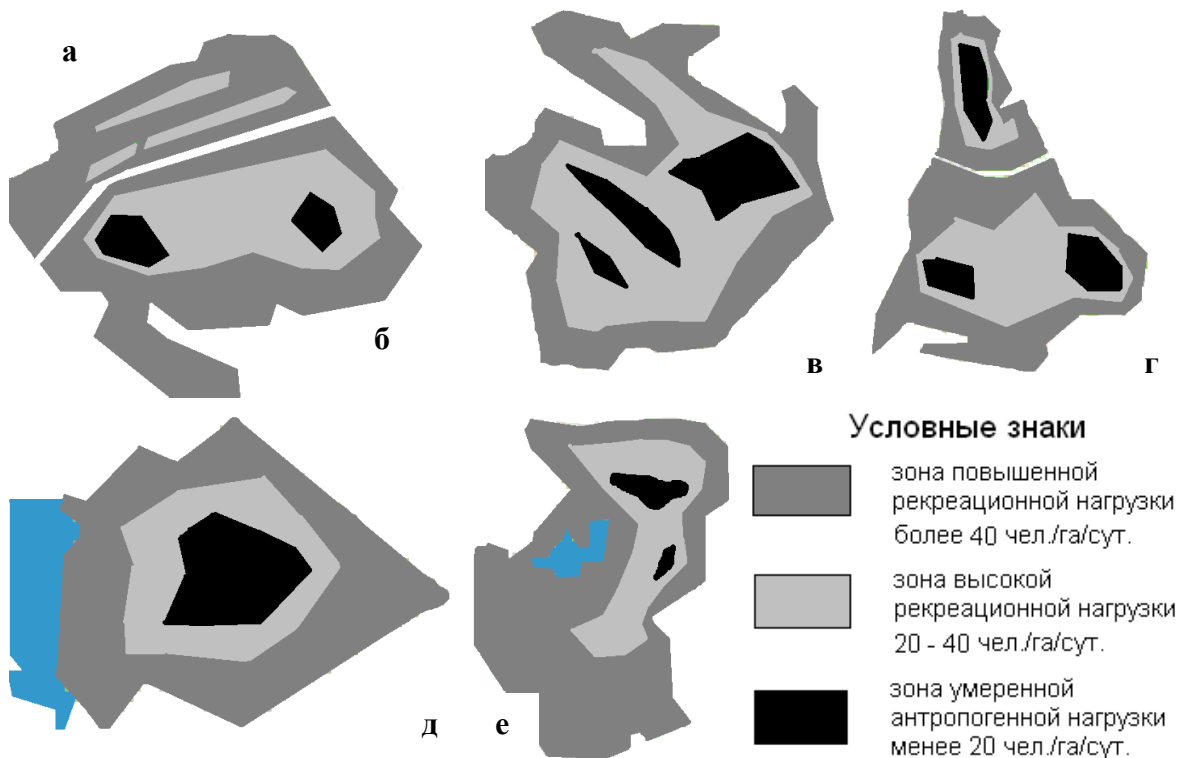 а
б
в
г
д
е
Условные знаки
зона повышенной
рекреационной нагрузки
более 40 чел./га/сут.
зона высокой
рекреационной нагрузки
20 - 40 чел./га/сут.
зона умеренной
антропогенной нагрузки
менее 20 чел./га/сут.